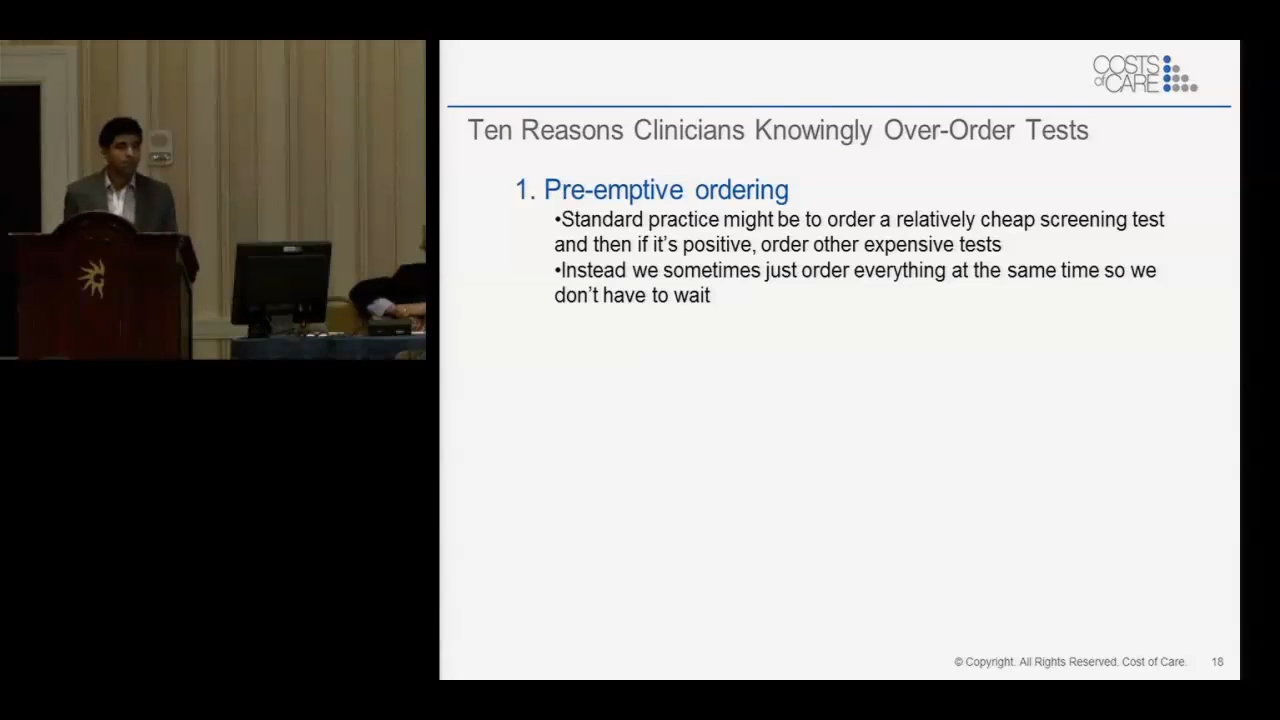 COSTS
of CARE
Ten Reasons Clinicians Knowingly Over-Order Tests
1. Pre-emptive ordering
•Standard practice might be to order a relatively cheap screening test
and then if it's positive, order other expensive tests
•Instead we sometimes just order everything at the same time so we
don't have to wait
© Copyright. All Rights Reserved. Cost of Care. 18